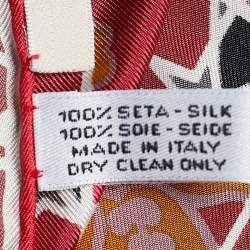 100% SETA - SILK
100% SOIE - SEIDE
MADE IN ITALY
DRY CLEAN ONLY